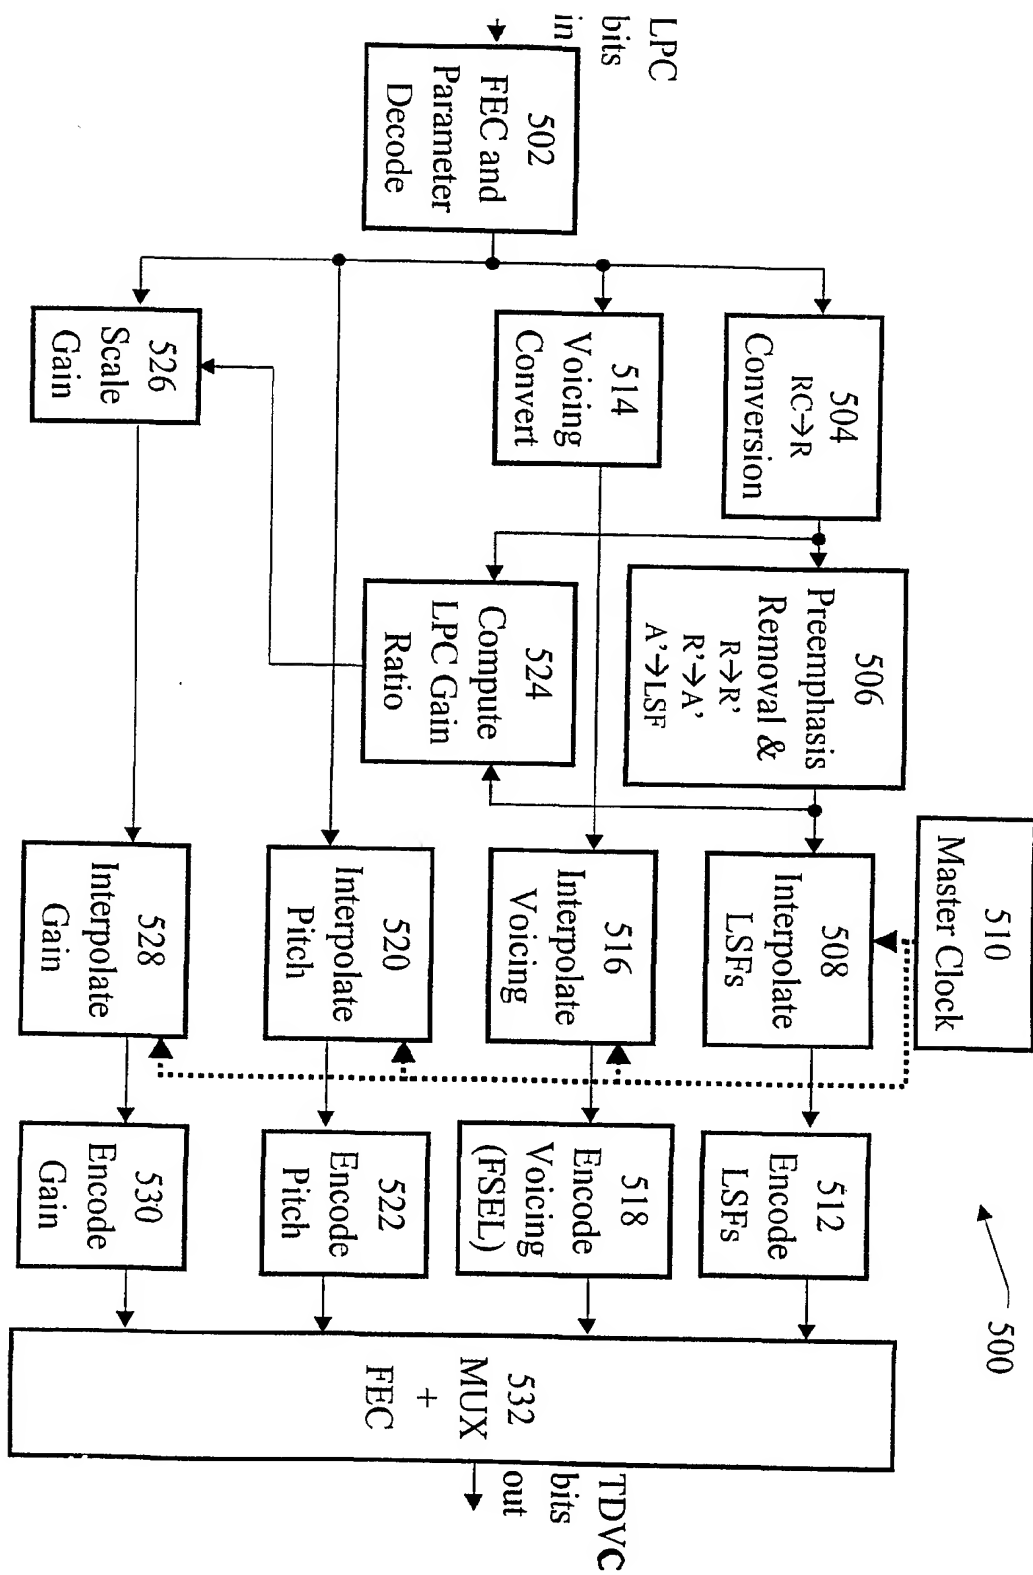 500
LPC
bits
in
502
FEC and
Parameter
Decode
504
RC→R
Conversion
506
Preemphasis
Removal &
R→R'
R'→A'
A'→LSF
510
Master Clock
508
Interpolate
LSFs
512
Encode
LSFs
514
Voicing
Convert
516
Interpolate
Voicing
518
Encode
Voicing
(FSEL)
524
Compute
LPC Gain
Ratio
520
Interpolate
Pitch
522
Encode
Pitch
526
Scale
Gain
528
Interpolate
Gain
530
Encode
Gain
532
MUX
+
FEC
TDVC
bits
out